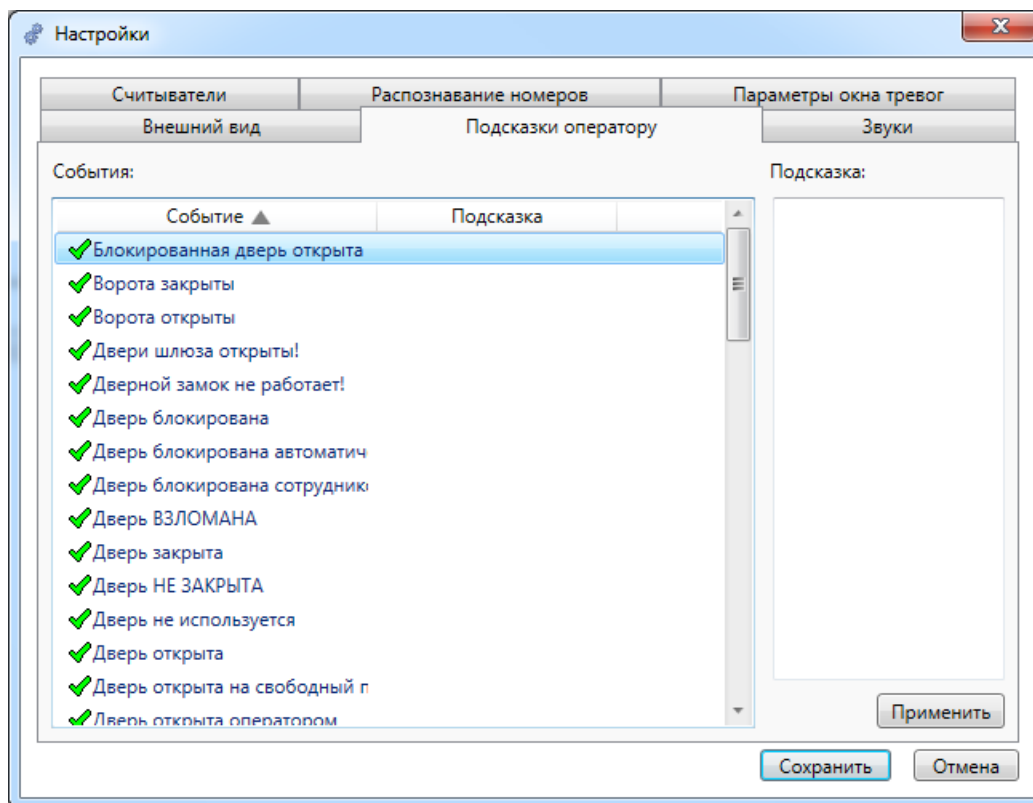 Настройки
Считыватели Распознавание номеров Параметры окна тревог
Внешний вид Подсказки оператору Звуки
События: Подсказка:
Событие Подсказка
Блокированная дверь открыта
Ворота закрыты
Ворота открыты
Двери шлюза открыты!
Дверной замок не работает!
Дверь блокирована
Дверь блокирована автоматич
Дверь блокирована сотруднико
Дверь ВЗЛОМАНА
Дверь закрыта
Дверь НЕ ЗАКРЫТА
Дверь не используется
Дверь открыта
Дверь открыта на свободный п
Дверь открыта оператором
Применить
Сохранить Отмена